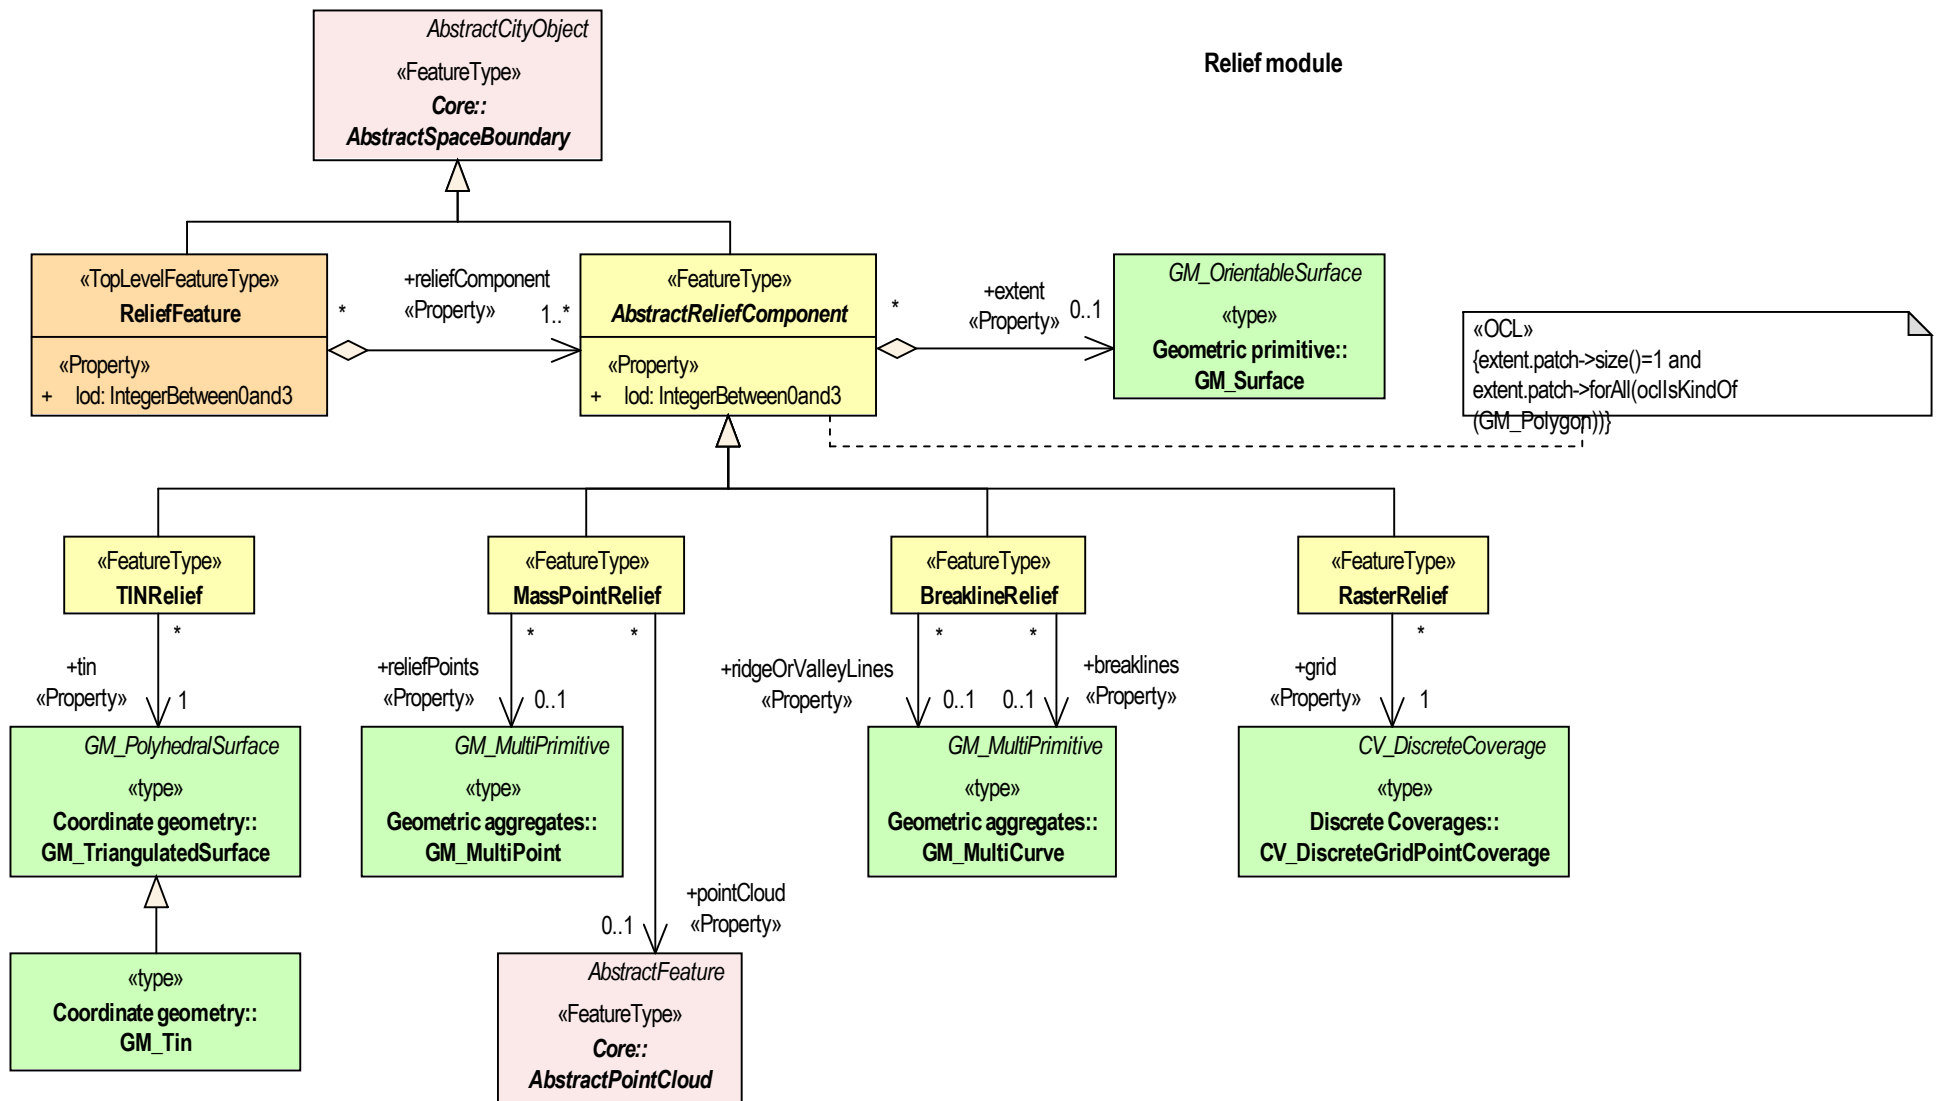 AbstractCityObject
«FeatureType»
Core::
AbstractSpaceBoundary
Relief module
«TopLevelFeatureType»
ReliefFeature
«Property»
+ lod: IntegerBetween0and3
*
+reliefComponent
«Property»
1..*
«FeatureType»
AbstractReliefComponent
«Property»
+ lod: IntegerBetween0and3
*
+extent
«Property»
0..1
GM_OrientableSurface
«type»
Geometric primitive::
GM_Surface
«OCL»
{extent.patch->size()=1 and
extent.patch->forAll(oclIsKindOf
(GM_Polygon))}
«FeatureType»
TINRelief
«FeatureType»
MassPointRelief
«FeatureType»
BreaklineRelief
«FeatureType»
RasterRelief
*
+tin
«Property»
1
*
+reliefPoints
«Property»
0..1
*
*
+ridgeOrValleyLines
«Property»
0..1
*
+breaklines
«Property»
0..1
*
+grid
«Property»
1
GM_PolyhedralSurface
«type»
Coordinate geometry::
GM_TriangulatedSurface
GM_MultiPrimitive
«type»
Geometric aggregates::
GM_MultiPoint
GM_MultiPrimitive
«type»
Geometric aggregates::
GM_MultiCurve
CV_DiscreteCoverage
«type»
Discrete Coverages::
CV_DiscreteGridPointCoverage
+pointCloud
«Property»
0..1
«type»
Coordinate geometry::
GM_Tin
AbstractFeature
«FeatureType»
Core::
AbstractPointCloud